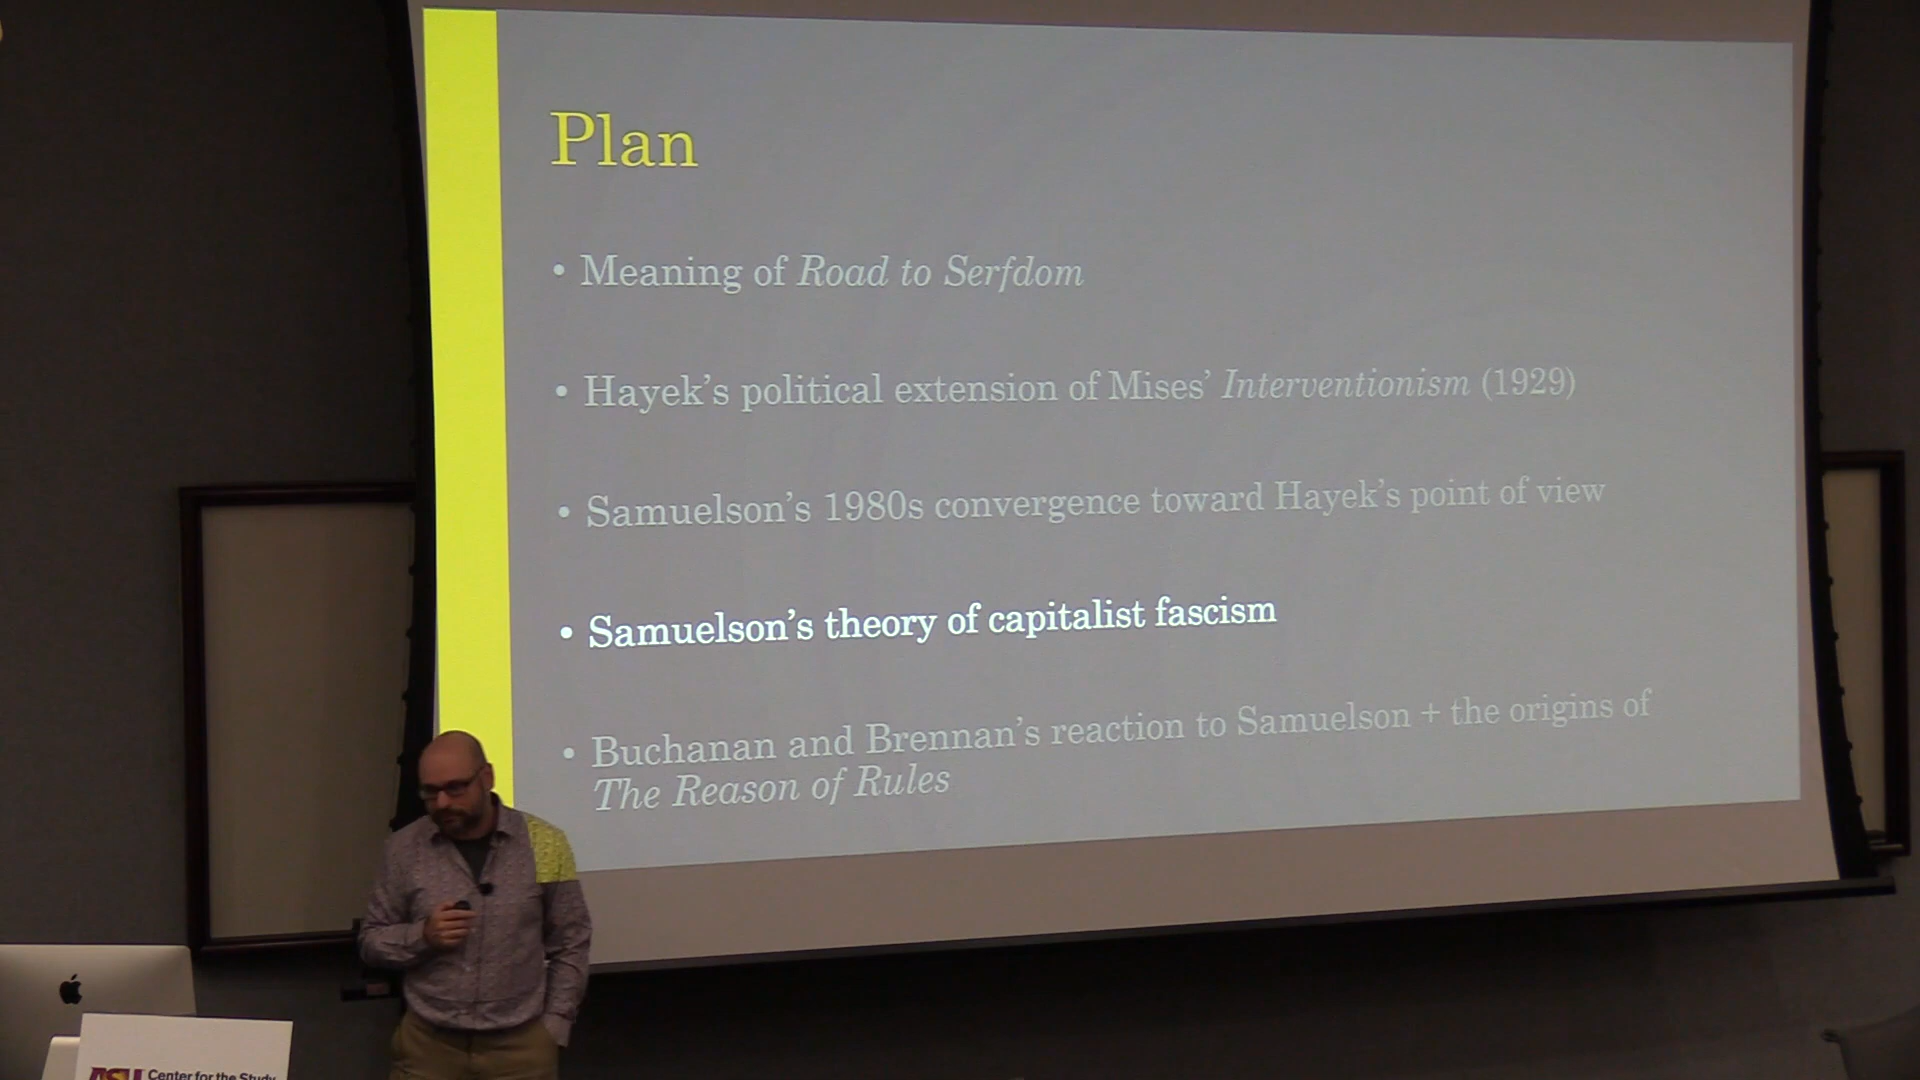 Plan
• Meaning of Road to Serfdom
• Hayek's political extension of Mises' Interventionism (1929)
• Samuelson's 1980s convergence toward Hayek's point of view
• Samuelson's theory of capitalist fascism
• Buchanan and Brennan's reaction to Samuelson + the origins of
The Reason of Rules
ASU Center for the Study